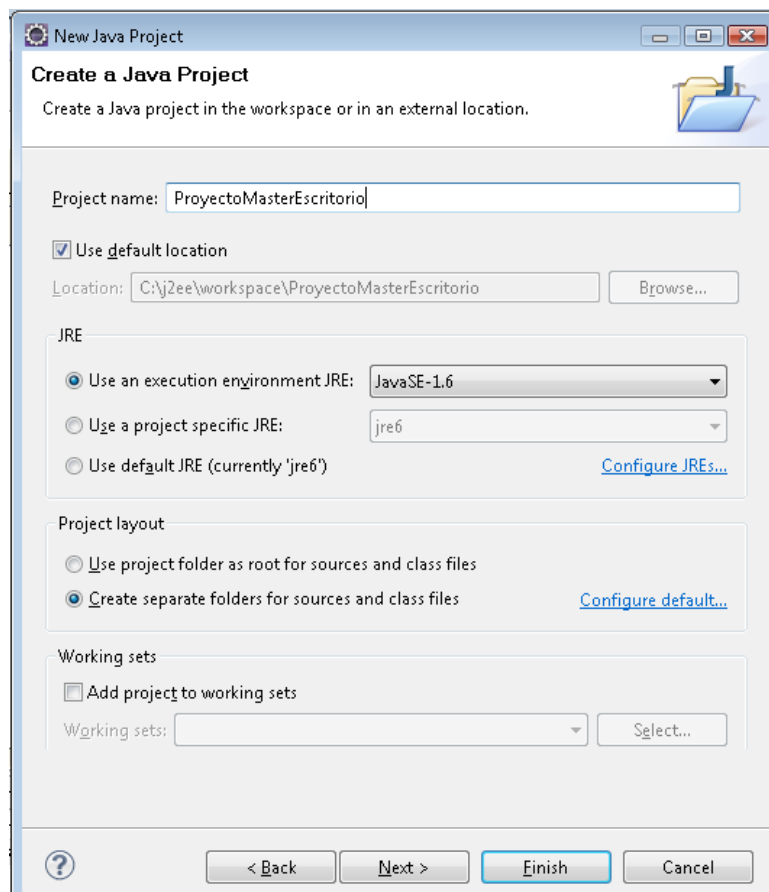 New Java Project
Create a Java Project
Create a Java project in the workspace or in an external location.
Project name: ProyectoMasterEscritorio
Use default location
Location: C:\j2ee\workspace\ProyectoMasterEscritorio Browse...
JRE
Use an execution environment JRE: JavaSE-1.6
Use a project specific JRE: jre6
Use default JRE (currently 'jre6') Configure JREs...
Project layout
Use project folder as root for sources and class files
Create separate folders for sources and class files Configure default...
Working sets
Add project to working sets
Working sets: Select...
? < Back Next > Finish Cancel